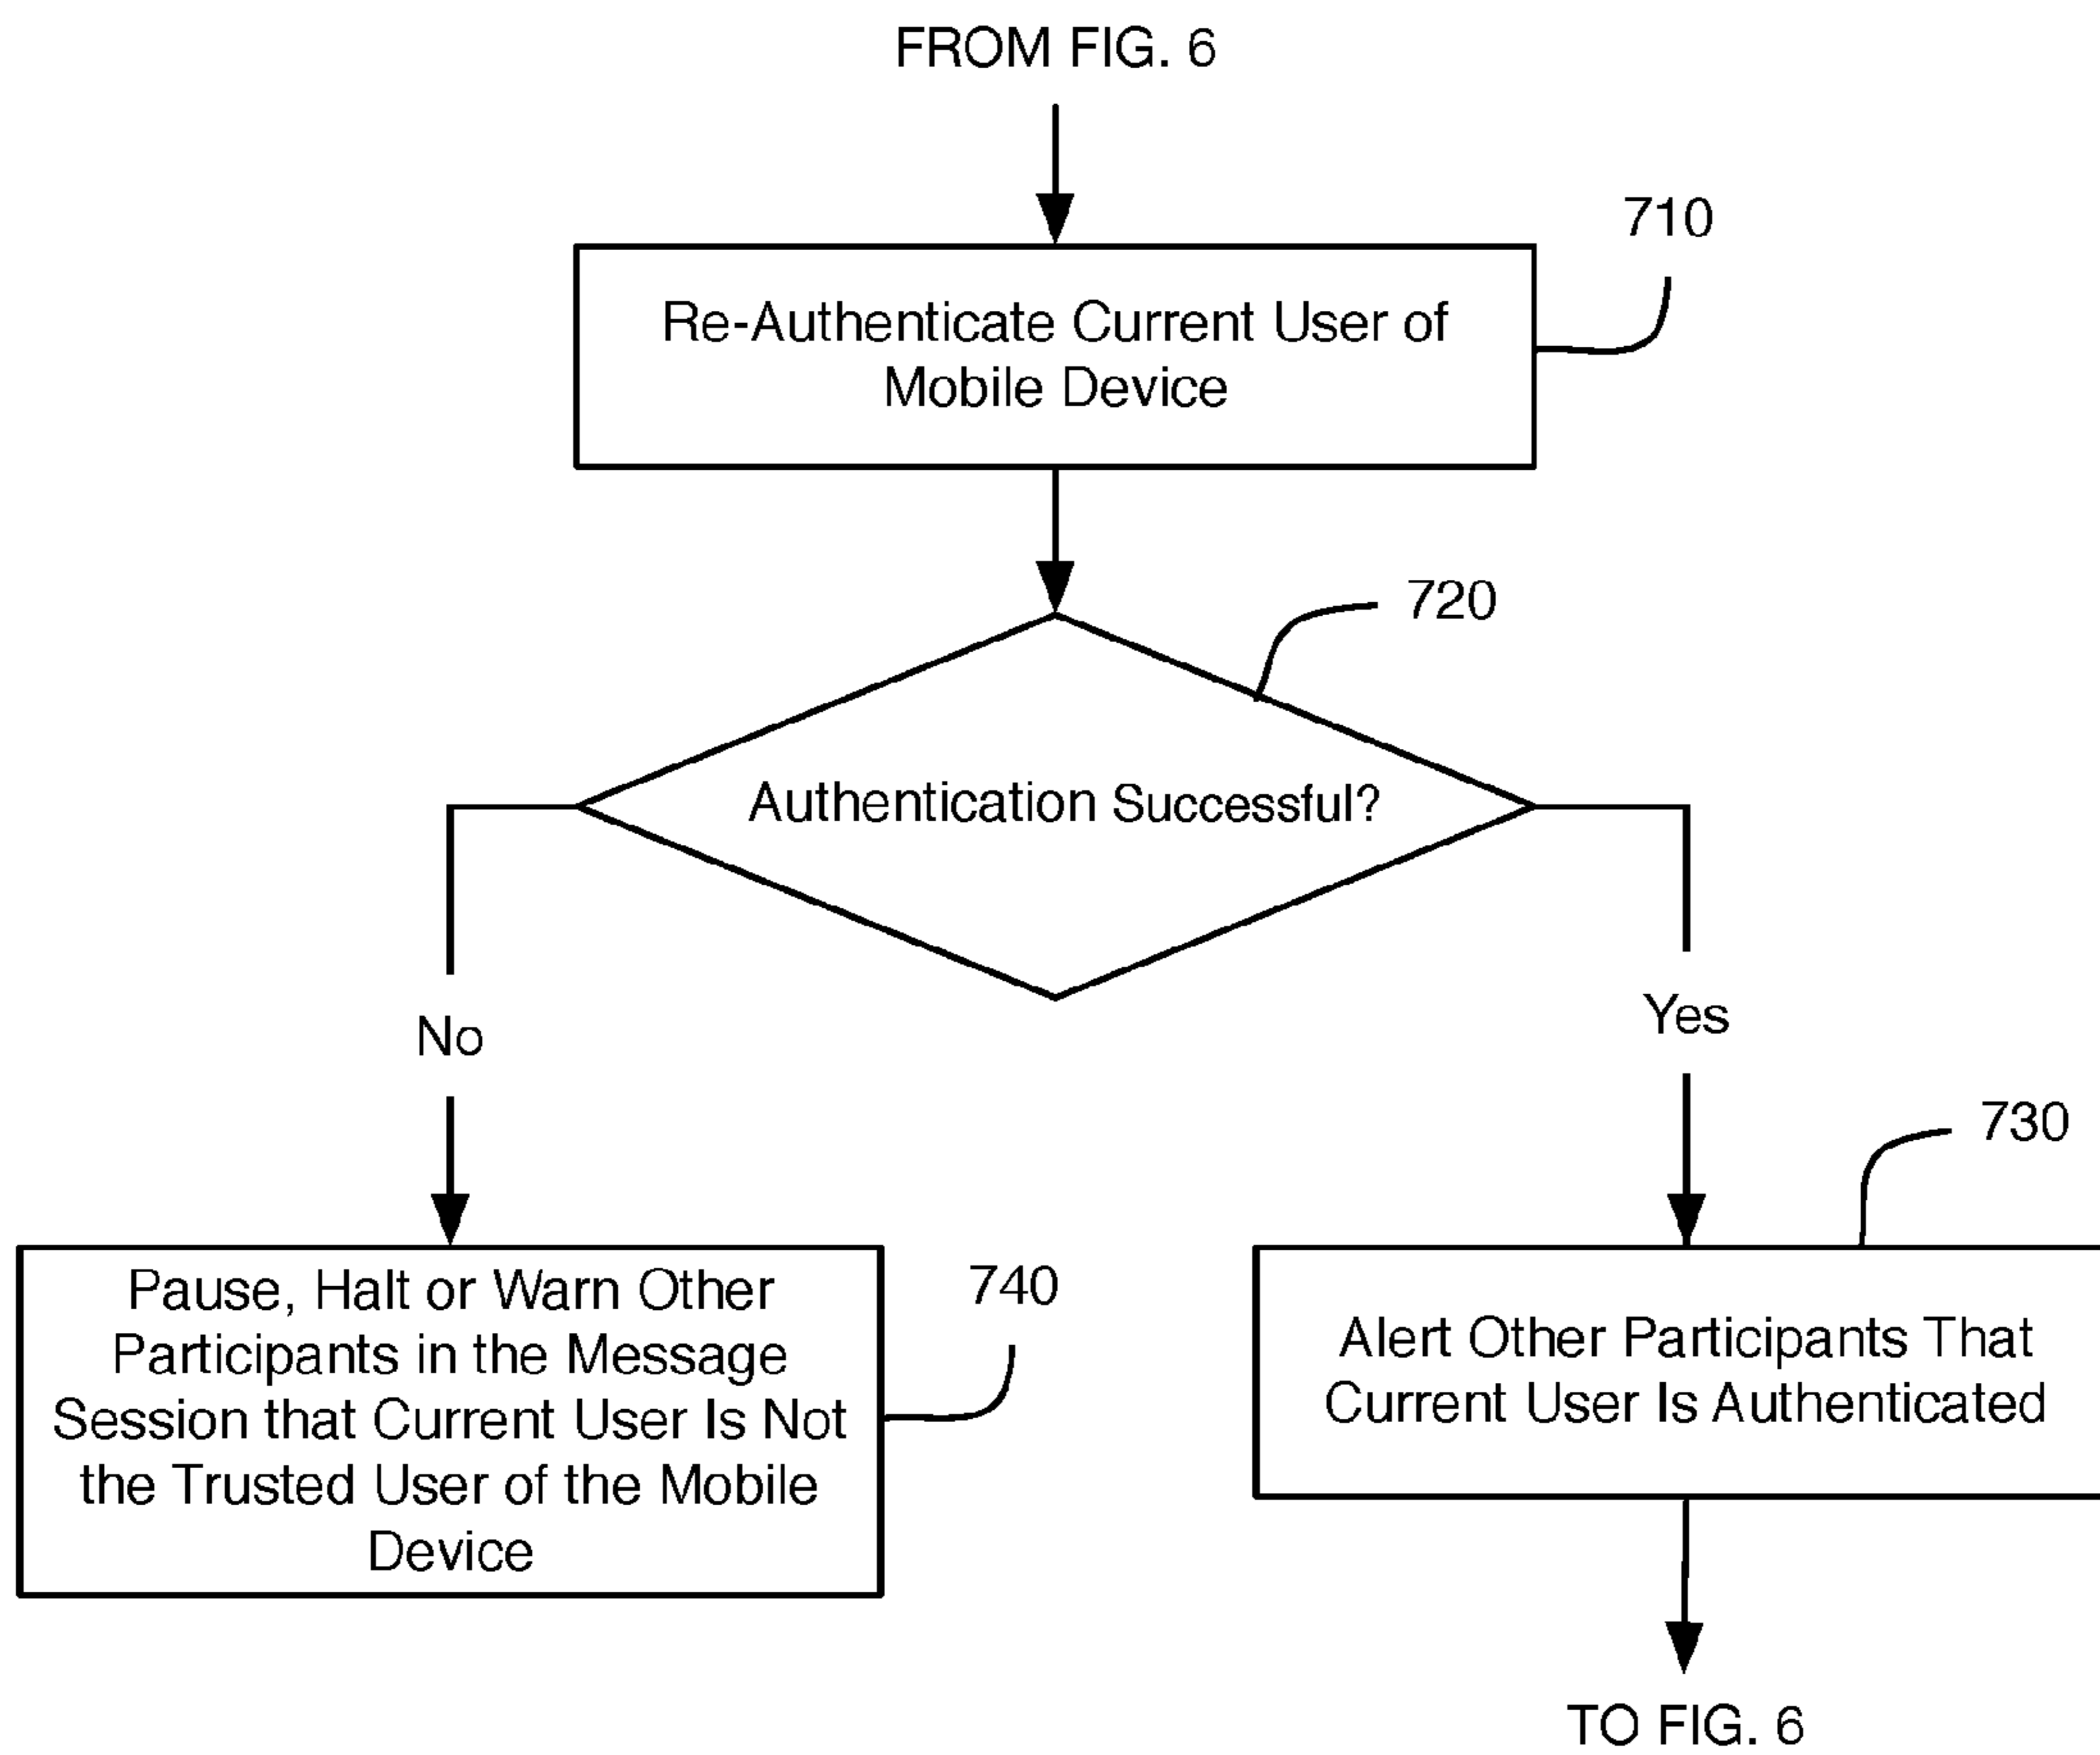 FROM FIG. 6
710
Re-Authenticate Current User of
Mobile Device
720
Authentication Successful?
No
Yes
730
740
Pause, Halt or Warn Other
Participants in the Message
Session that Current User Is Not
the Trusted User of the Mobile
Device
Alert Other Participants That
Current User Is Authenticated
TO FIG. 6